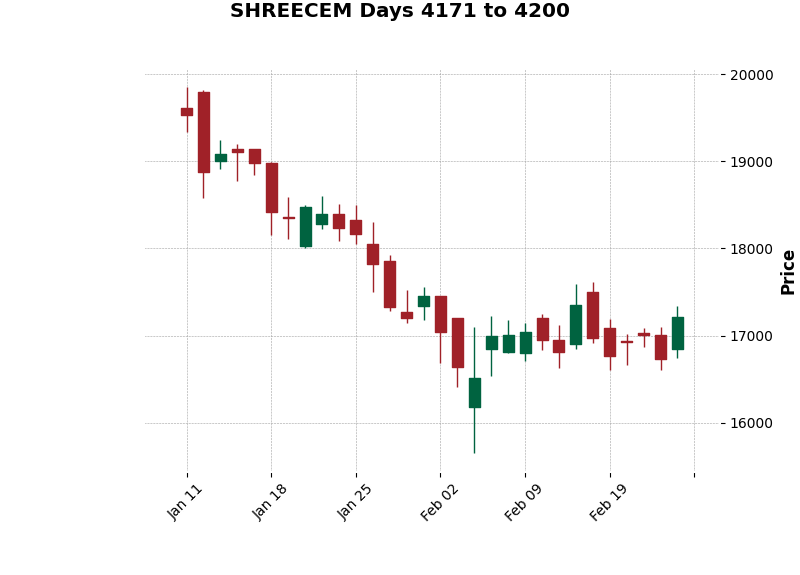 SHREECEM Days 4171 to 4200
20000
19000
18000
17000
16000
Price
Jan 11
Jan 18
Jan 25
Feb 02
Feb 09
Feb 19